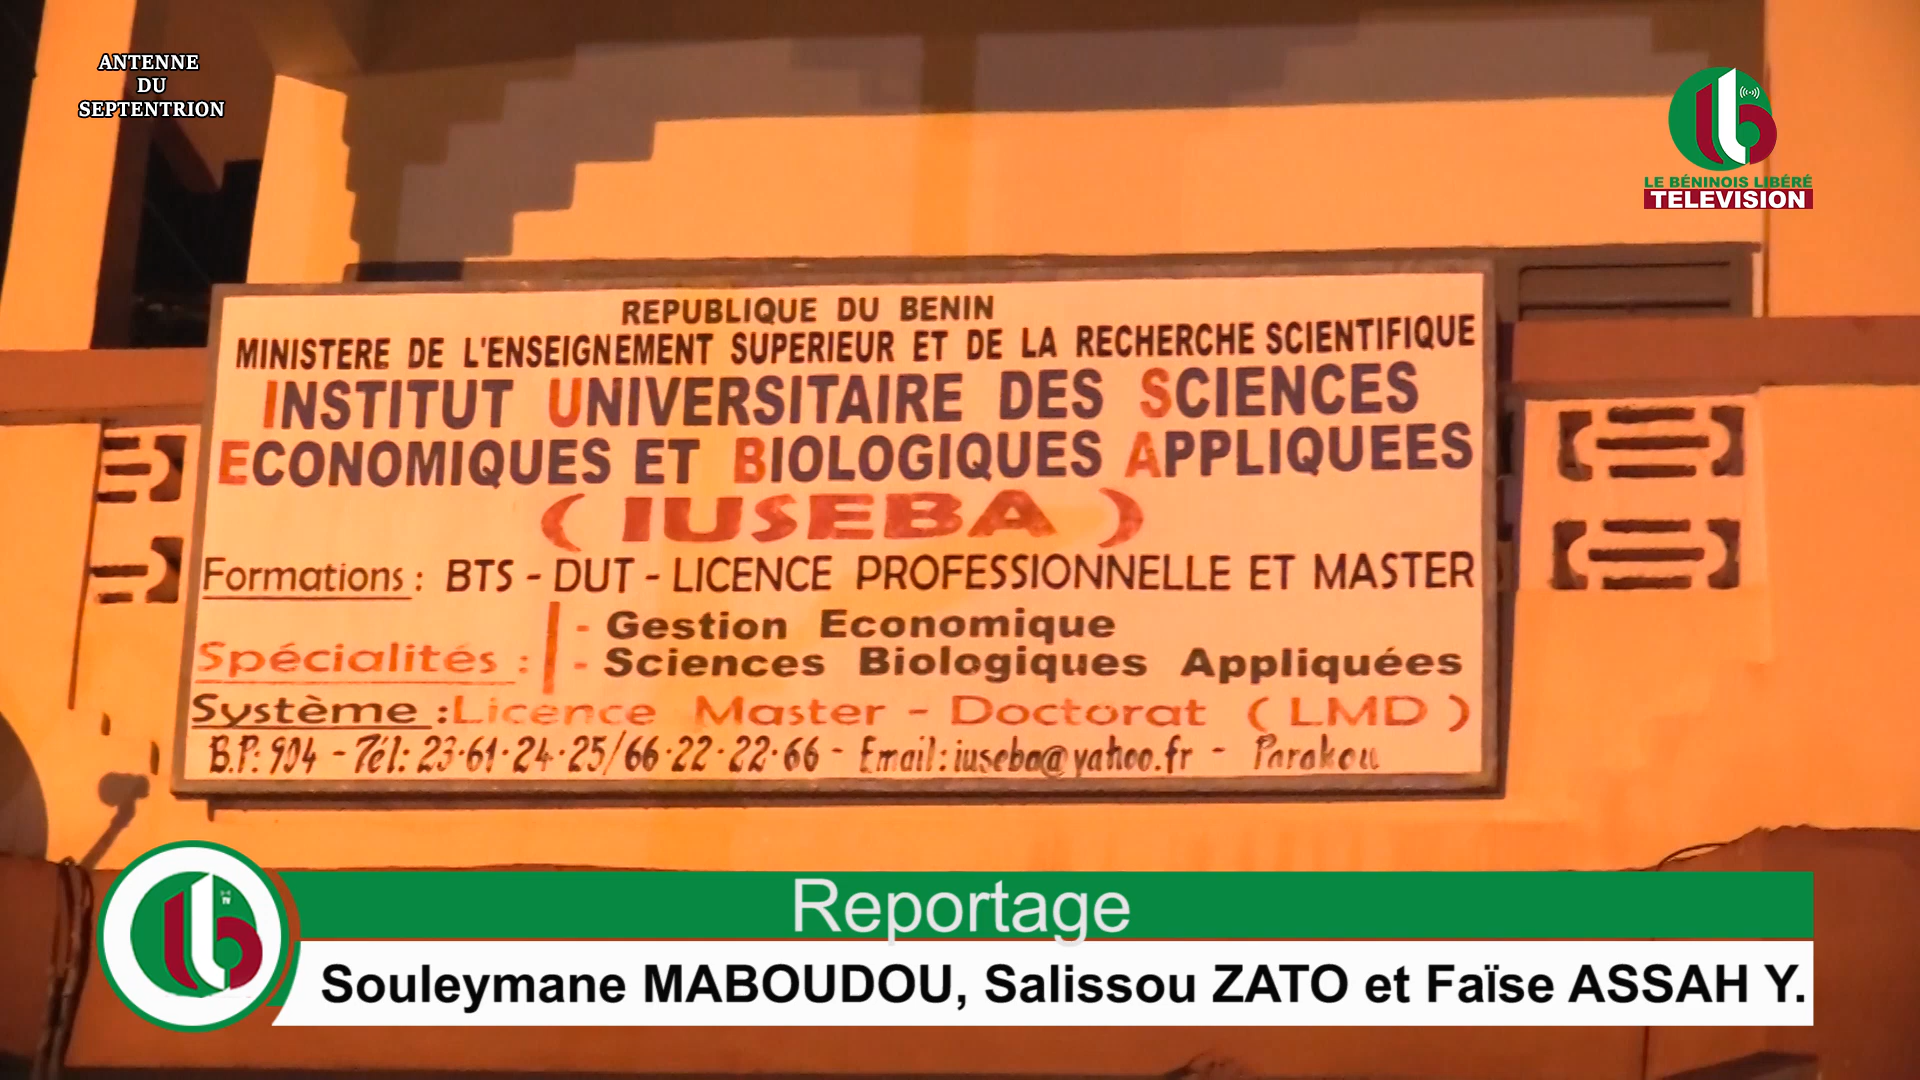 ANTENNE
DU
SEPTENTRION
LE BÉNINOIS LIBÉRÉ
TELEVISION
REPUBLIQUE DU BENIN
MINISTERE DE L'ENSEIGNEMENT SUPERIEUR ET DE LA RECHERCHE SCIENTIFIQUE
INSTITUT UNIVERSITAIRE DES SCIENCES
ECONOMIQUES ET BIOLOGIQUES APPLIQUEES
( IUSEBA )
Formations : BTS - DUT - LICENCE PROFESSIONNELLE ET MASTER
Spécialités : - Gestion Economique
- Sciences Biologiques Appliquées
Système : Licence Master - Doctorat ( LMD )
B.P: 904 - Tél: 23·61·24·25/66·22·22·66 - Email: iuseba@yahoo.fr - Parakou
Reportage
Souleymane MABOUDOU, Salissou ZATO et Faïse ASSAH Y.